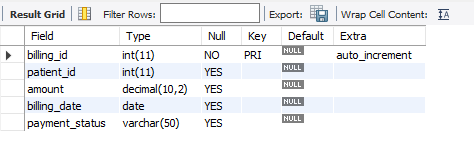 Result Grid Filter Rows: Export: Wrap Cell Content: IA
Field Type Null Key Default Extra
billing_id int(11) NO PRI NULL auto_increment
patient_id int(11) YES NULL
amount decimal(10,2) YES NULL
billing_date date YES NULL
payment_status varchar(50) YES NULL